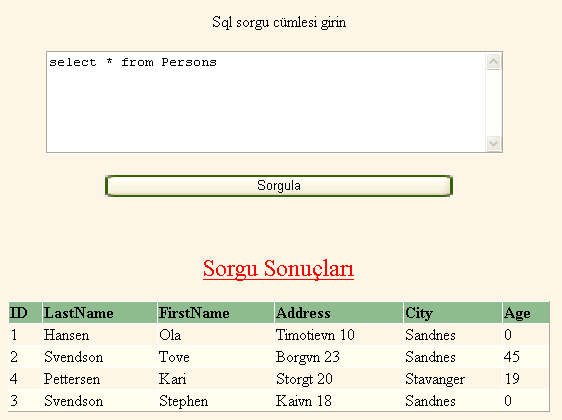 Sql sorgu cümlesi girin
select * from Persons
Sorgula
Sorgu Sonuçları
ID LastName FirstName Address City Age
1 Hansen Ola Timotievn 10 Sandnes 0
2 Svendson Tove Borgvn 23 Sandnes 45
4 Pettersen Kari Storgt 20 Stavanger 19
3 Svendson Stephen Kaivn 18 Sandnes 0